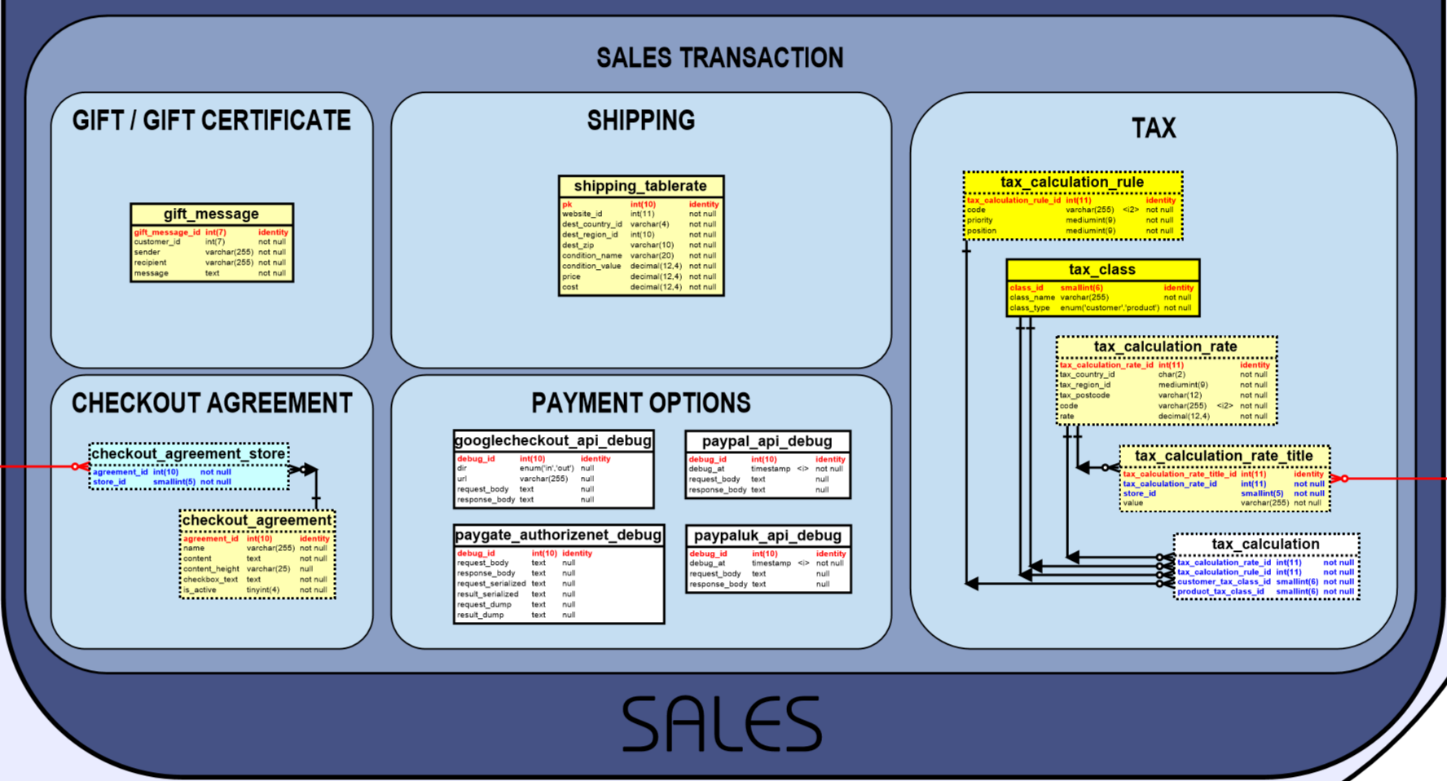 SALES TRANSACTION
GIFT / GIFT CERTIFICATE
gift_message
gift_message_id int(7) identity
customer_id int(7) not null
sender varchar(255) not null
recipient varchar(255) not null
message text not null
SHIPPING
shipping_tablerate
pk int(10) identity
website_id int(11) not null
dest_country_id varchar(4) not null
dest_region_id int(10) not null
dest_zip varchar(10) not null
condition_name varchar(20) not null
condition_value decimal(12,4) not null
price decimal(12,4) not null
cost decimal(12,4) not null
TAX
tax_calculation_rule
tax_calculation_rule_id int(11) identity
code varchar(255) <i2> not null
priority mediumint(9) not null
position mediumint(9) not null
tax_class
class_id smallint(6) identity
class_name varchar(255) not null
class_type enum('customer','product') not null
tax_calculation_rate
tax_calculation_rate_id int(11) identity
tax_country_id char(2) not null
tax_region_id mediumint(9) not null
tax_postcode varchar(12) not null
code varchar(255) <i2> not null
rate decimal(12,4) not null
tax_calculation_rate_title
tax_calculation_rate_title_id int(11) identity
tax_calculation_rate_id int(11) not null
store_id smallint(5) not null
value varchar(255) not null
tax_calculation
tax_calculation_rate_id int(11) not null
tax_calculation_rule_id int(11) not null
customer_tax_class_id smallint(6) not null
product_tax_class_id smallint(6) not null
CHECKOUT AGREEMENT
checkout_agreement_store
agreement_id int(10) not null
store_id smallint(5) not null
checkout_agreement
agreement_id int(10) identity
name varchar(255) not null
content text not null
content_height varchar(25) null
checkbox_text text not null
is_active tinyint(4) not null
PAYMENT OPTIONS
googlecheckout_api_debug
debug_id int(10) identity
dir enum('in','out') null
url varchar(255) null
request_body text null
response_body text null
paypal_api_debug
debug_id int(10) identity
debug_at timestamp <i> not null
request_body text null
response_body text null
paygate_authorizenet_debug
debug_id int(10) identity
request_body text null
response_body text null
request_serialized text null
result_serialized text null
request_dump text null
result_dump text null
paypaluk_api_debug
debug_id int(10) identity
debug_at timestamp <i> not null
request_body text null
response_body text null
SALES